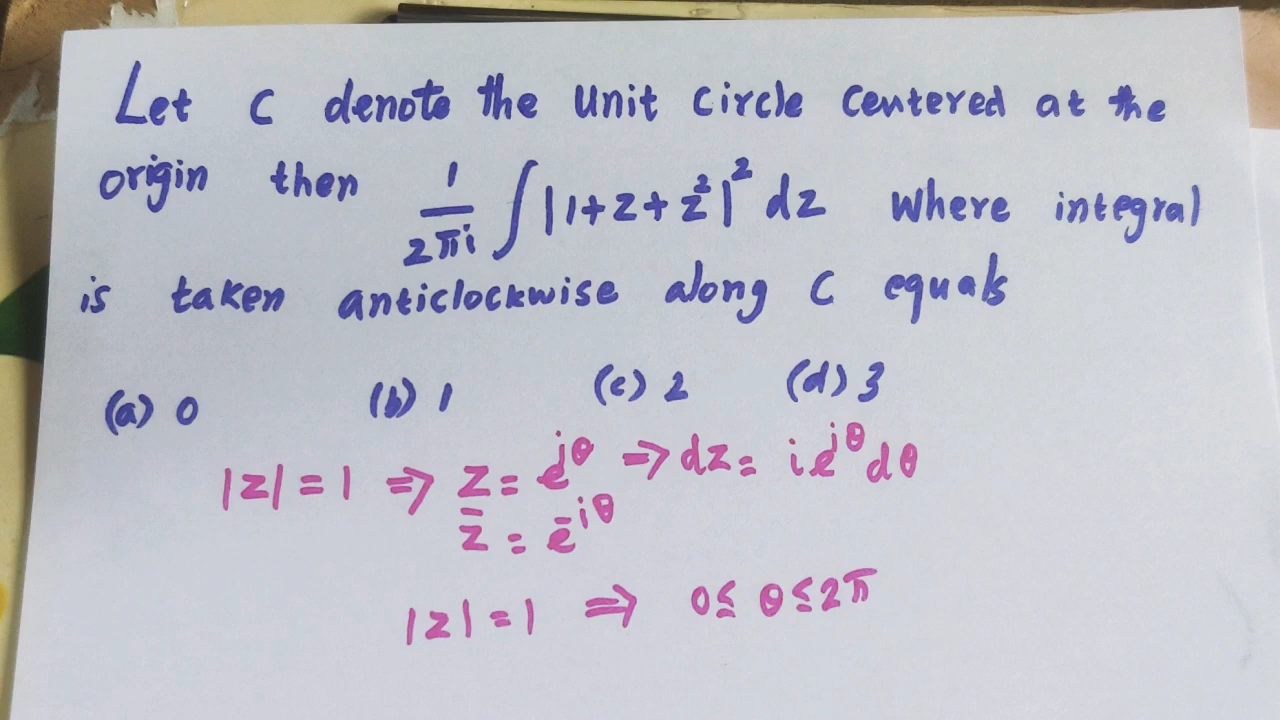 Let C denote the Unit Circle Centered at the
origin then 1/2πi ∫|1+z+z²|² dz Where integral
is taken anticlockwise along C equals
(a) 0 (b) 1 (c) 2 (d) 3
|z| = 1 ⇒ z = e^iθ ⇒ dz = ie^iθ dθ
z̄ = e^-iθ
|z| = 1 ⇒ 0 ≤ θ ≤ 2π